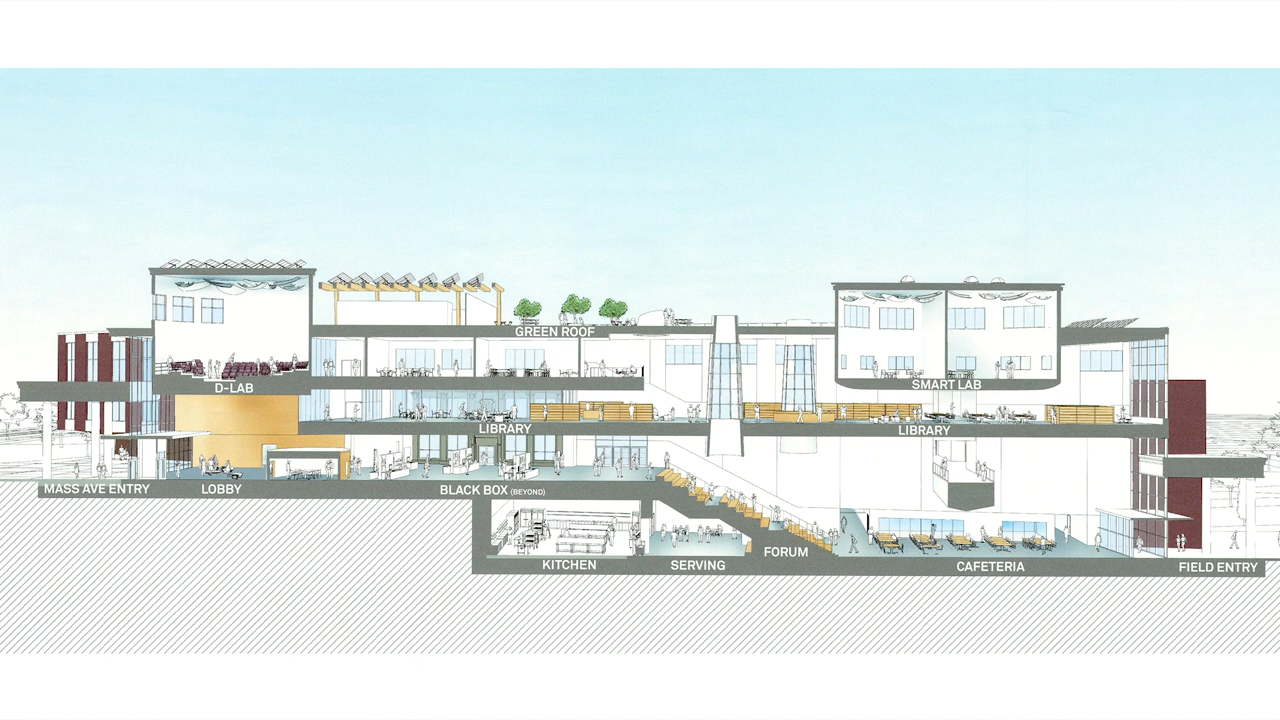 GREEN ROOF
D-LAB
SMART LAB
LIBRARY
LIBRARY
MASS AVE ENTRY
LOBBY
BLACK BOX (BEYOND)
FORUM
KITCHEN
SERVING
CAFETERIA
FIELD ENTRY